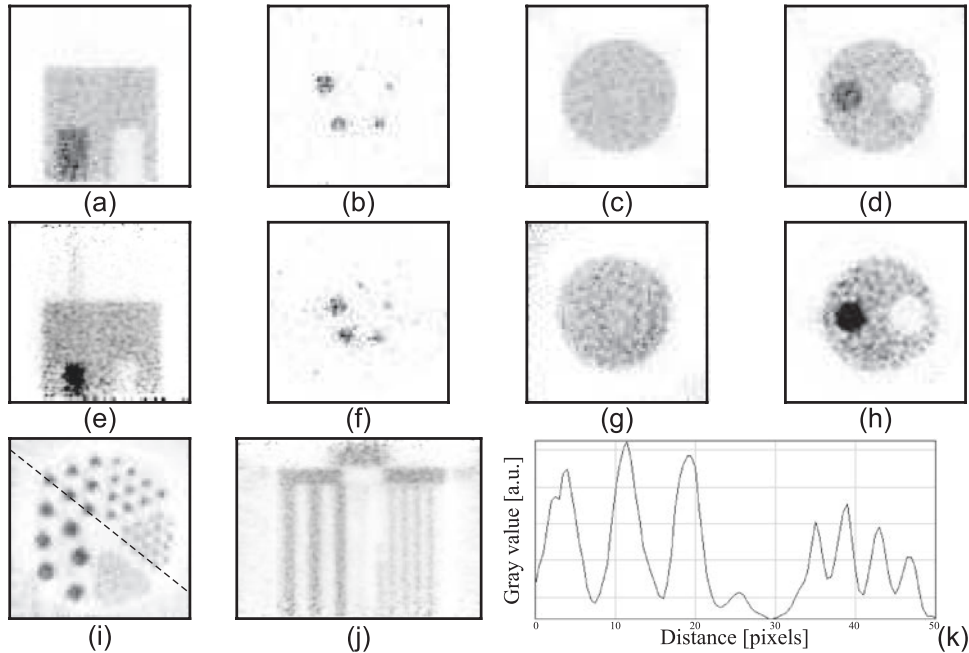 (a) (b) (c) (d)
(e) (f) (g) (h)
Gray value [a.u.]
0 10 20 30 40 50
Distance [pixels]
(i) (j) (k)